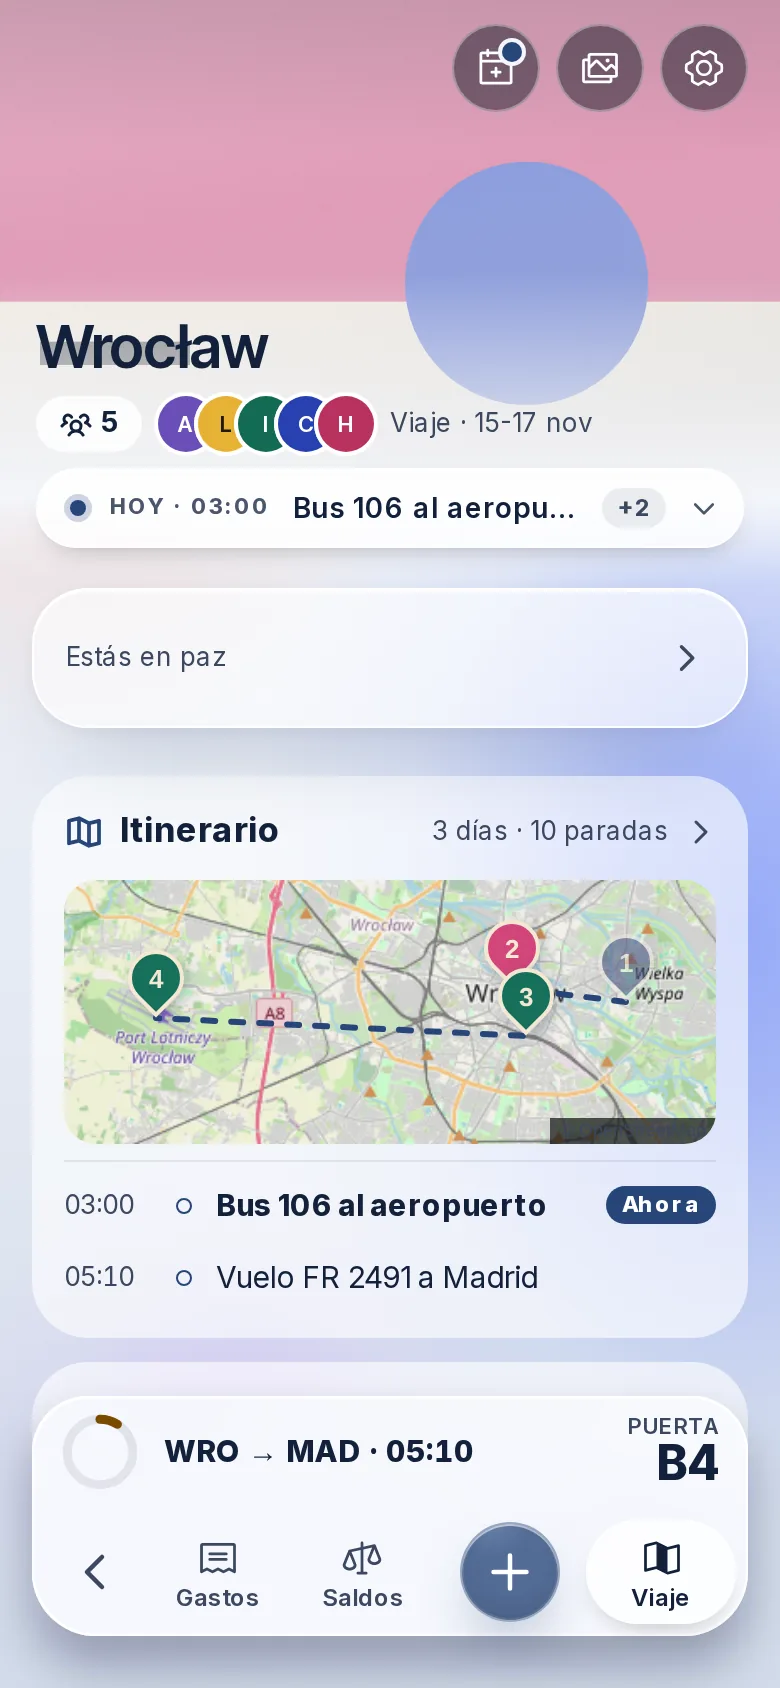 Wrocław
5
A L I C H
Viaje · 15-17 nov
HOY · 03:00 Bus 106 al aeropu... +2
Estás en paz
Itinerario 3 días · 10 paradas
Wrocław
2
1
4
Wielka
Wyspa
3
A8
Port Lotniczy
Wrocław
03:00 Bus 106 al aeropuerto Ahora
05:10 Vuelo FR 2491 a Madrid
WRO → MAD · 05:10
PUERTA
B4
Gastos Saldos Viaje